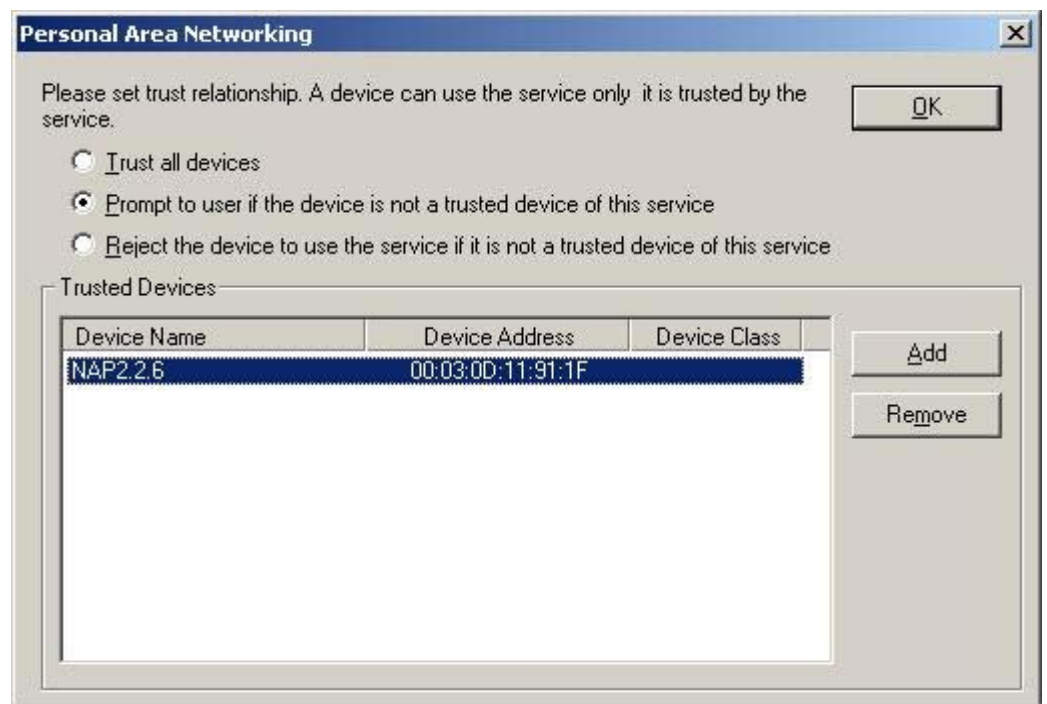 Personal Area Networking
Please set trust relationship. A device can use the service only it is trusted by the
service.
OK
Trust all devices
Prompt to user if the device is not a trusted device of this service
Reject the device to use the service if it is not a trusted device of this service
Trusted Devices
Device Name Device Address Device Class
NAP2.2.6 00:03:0D:11:91:1F
Add
Remove